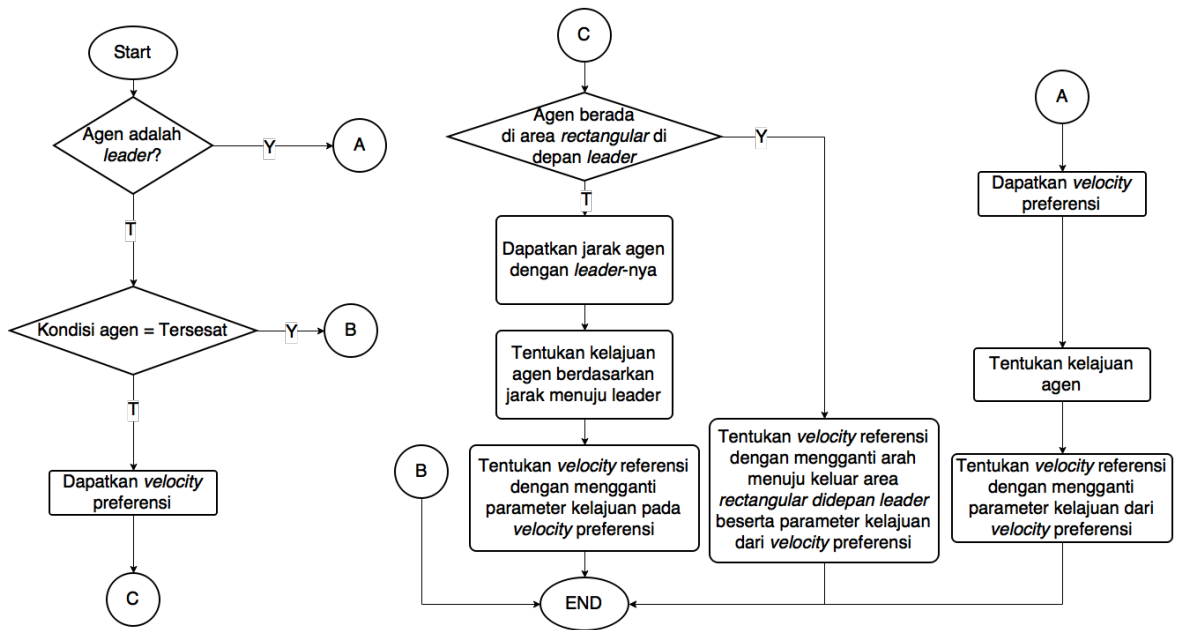 Start
Agen adalah
leader?
Y
A
T
Kondisi agen = Tersesat
Y
B
T
Dapatkan velocity
preferensi
C
C
Agen berada
di area rectangular di
depan leader
Y
T
Dapatkan jarak agen
dengan leader-nya
Tentukan kelajuan
agen berdasarkan
jarak menuju leader
B
Tentukan velocity referensi
dengan mengganti
parameter kelajuan pada
velocity preferensi
Tentukan velocity referensi
dengan mengganti arah
menuju keluar area
rectangular didepan leader
beserta parameter kelajuan
dari velocity preferensi
END
A
Dapatkan velocity
preferensi
Tentukan kelajuan
agen
Tentukan velocity referensi
dengan mengganti
parameter kelajuan dari
velocity preferensi